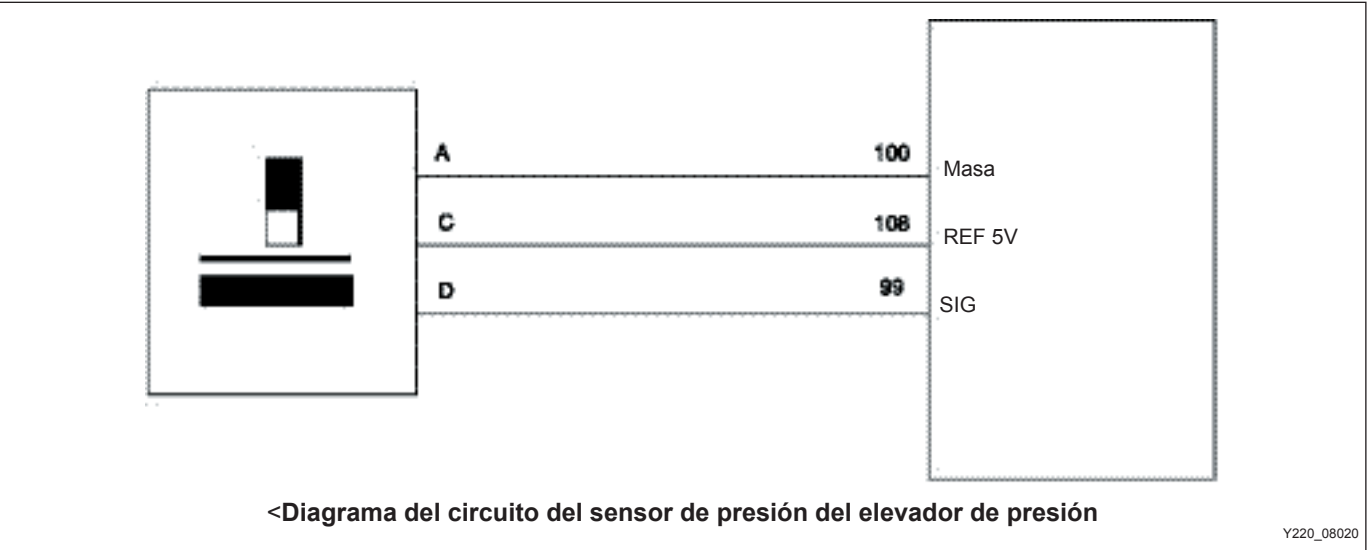 A 100 Masa
C 108 REF 5V
D 99 SIG
<Diagrama del circuito del sensor de presión del elevador de presión
Y220_08020